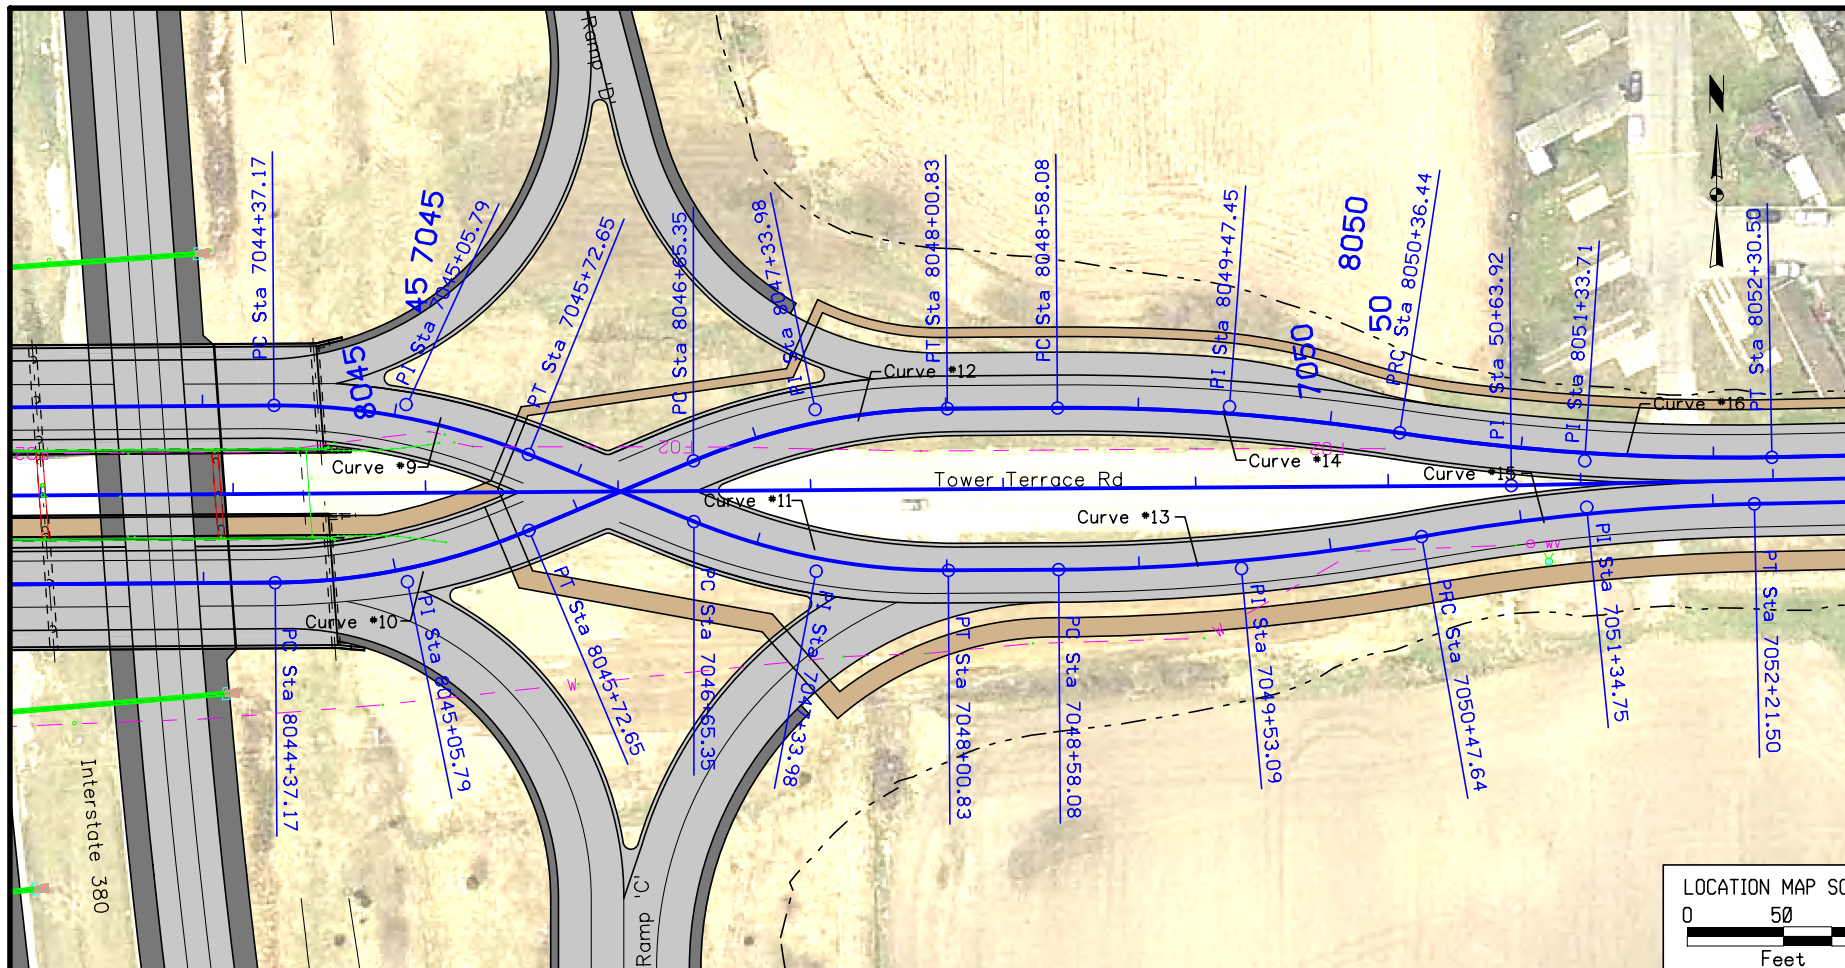 Ramp 'D'
N
PC Sta 7044+37.17
45 7045
PI Sta 7045+05.79
8045
PT Sta 7045+72.65
PC Sta 8046+65.35
PI Sta 8047+33.98
PT Sta 8048+00.83
PC Sta 8048+58.08
PI Sta 8049+47.45
7050
8050
50
PRC Sta 8050+36.44
PI Sta 50+63.92
PI Sta 8051+33.71
PT Sta 8052+30.50
Curve #12
Curve #16
FO2
FO2
FO2
Curve #9
Curve #14
Curve #15
Tower Terrace Rd
Curve #11
Curve #13
W
W
W
Curve #10
PC Sta 8044+37.17
PI Sta 8045+05.79
PT Sta 8045+72.65
PC Sta 7046+65.35
PI Sta 7047+33.98
PT Sta 7048+00.83
PC Sta 7048+58.08
PI Sta 7049+53.09
PRC Sta 7050+47.64
PI Sta 7051+34.75
PT Sta 7052+21.50
Interstate 380
Ramp 'C'
LOCATION MAP SC
0 50
Feet